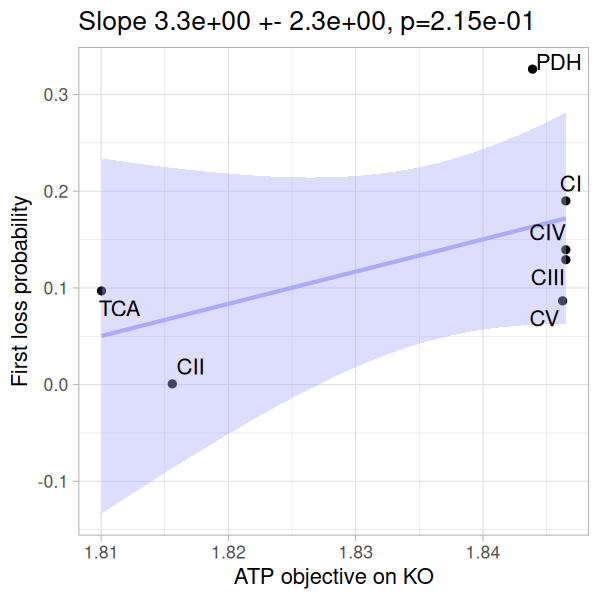 Slope 3.3e+00 +- 2.3e+00, p=2.15e-01
PDH
0.3
CI
0.2
CIV
CIII
0.1
TCA
CV
CII
0.0
-0.1
First loss probability
1.81 1.82 1.83 1.84
ATP objective on KO